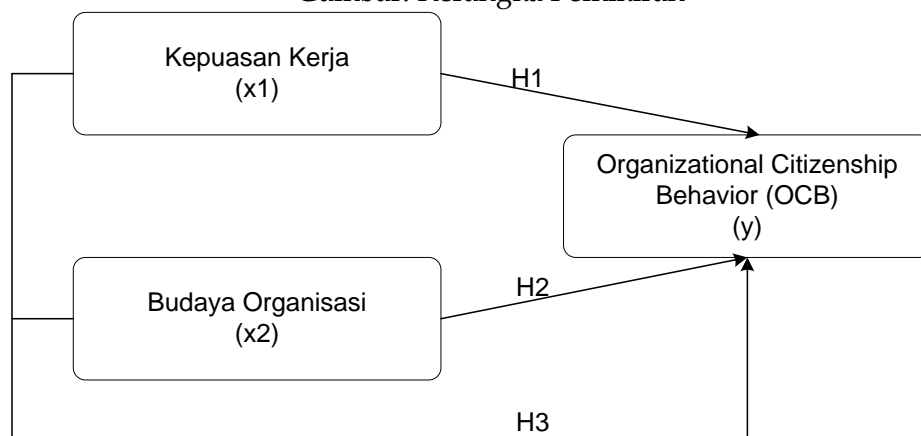 Kepuasan Kerja
(x1)
H1
Organizational Citizenship
Behavior (OCB)
(y)
Budaya Organisasi
(x2)
H2
H3